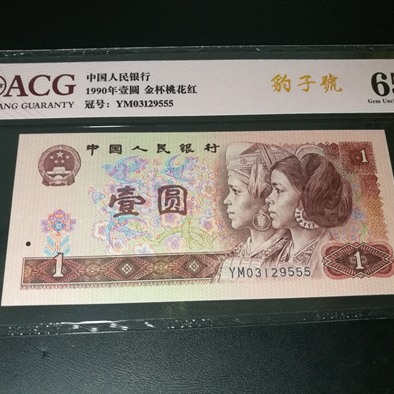 ACG
ANG GUARANTY
中国人民银行
1990年壹圆 金杯桃花红
冠号：YM03129555
豹子號
65
Gem Unc
中国人民银行
壹圆
1
1
1
YM03129555